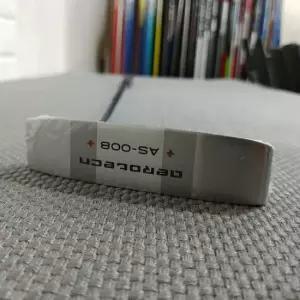 aerotech
+ AS-008 +